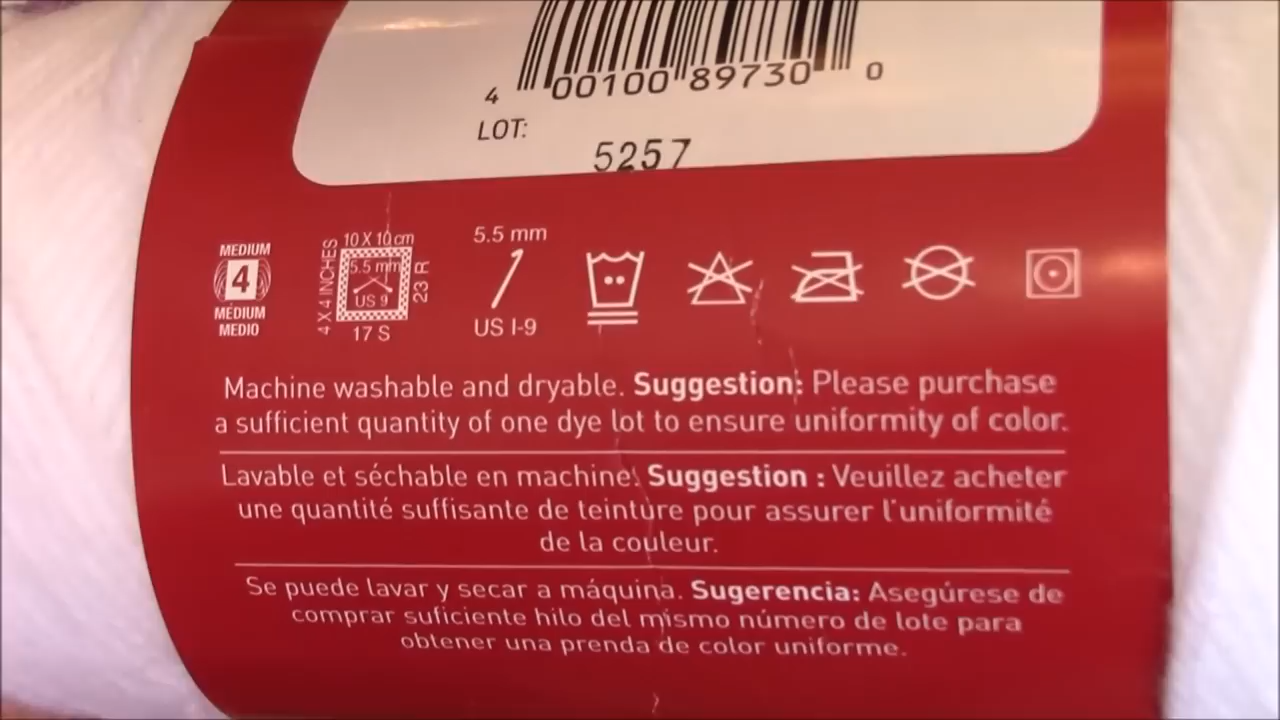 4 00100 89730 0
LOT:
5257
MEDIUM
4
MÉDIUM
MEDIO
4 X 4 INCHES
10 X 10 cm
5.5 mm
US 9
23 R
17 S
5.5 mm
US I-9
Machine washable and dryable. Suggestion: Please purchase
a sufficient quantity of one dye lot to ensure uniformity of color.
Lavable et séchable en machine. Suggestion : Veuillez acheter
une quantité suffisante de teinture pour assurer l'uniformité
de la couleur.
Se puede lavar y secar a máquina. Sugerencia: Asegúrese de
comprar suficiente hilo del mismo número de lote para
obtener una prenda de color uniforme.